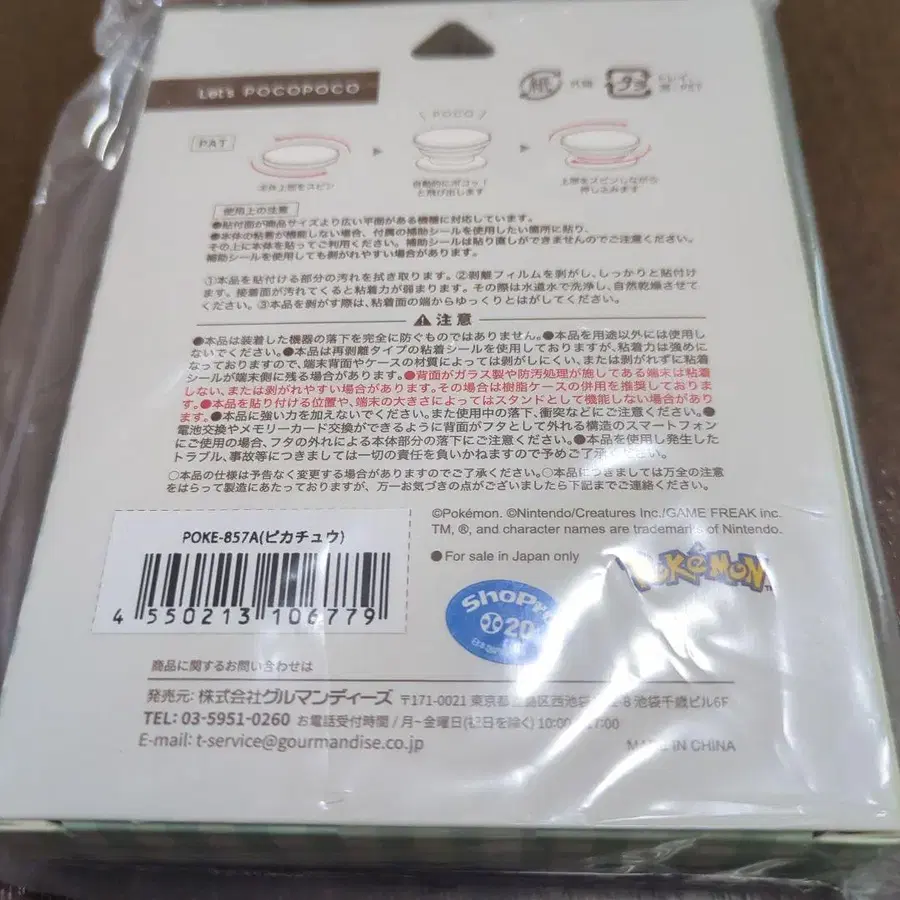 Let's POCOPOCO
紙 外箱
PET
PAT
\ POCO /
本体上部をスピン
自動的にポコッ!
と飛び出します
上部をスピンしながら
押し込みます
使用上の注意
●貼付面が商品サイズより広い平面がある機種に対応しています。
●本体の粘着が機能しない場合、付属の補助シールを使用したい箇所に貼り、
その上に本体を貼ってご利用ください。補助シールは貼り直しができませんのでご注意ください。
補助シールを使用しても剥がれやすい場合があります。
①本品を貼付ける部分の汚れを拭き取ります。②剥離フィルムを剥がし、しっかりと貼付け
ます。接着面が汚れてくると粘着力が弱まります。その際は水道水で洗浄し、自然乾燥させて
ください。③本品を剥がす際は、粘着面の端からゆっくりとはがしてください。
注意
●本品は装着した機器の落下を完全に防ぐものではありません。●本品を用途以外には使用し
ないでください。●本品は再剥離タイプの粘着シールを使用しておりますが、粘着力は強めに
なっておりますので、端末背面やケースの材質によっては剥がしにくい、または剥がれずに粘着
シールが端末側に残る場合があります。●背面がガラス製や防汚処理が施してある端末は粘着
しない、または剥がれやすい場合があります。その場合は樹脂ケースの併用を推奨しておりま
す。●本品を貼り付ける位置や、端末の大きさによってはスタンドとして機能しない場合があり
ます。●本品に強い力を加えないでください。また使用中の落下、衝突などにご注意ください。●
電池交換やメモリーカード交換ができるように背面がフタとして外れる構造のスマートフォン
にご使用の場合、フタの外れによる本体部分の落下にご注意ください。●本品を使用し発生した
トラブル、事故等につきましては一切の責任を負いかねますので予めご了承ください。
○本品の仕様は予告なく変更する場合がありますのでご了承ください。○本品につきましては万全の注意
をはらって製造にあたっておりますが、万一お気づきの点がございましたら下記までご連絡ください。
POKE-857A(ピカチュウ)
4 550213 106779
©Pokémon. ©Nintendo/Creatures Inc./GAME FREAK inc.
TM, ®, and character names are trademarks of Nintendo.
●For sale in Japan only
POKÉMON
ShoPro
20
商品に関するお問い合わせは
発売元: 株式会社グルマンディーズ 〒171-0021 東京都豊島区西池袋 池袋千歳ビル6F
TEL: 03-5951-0260 お電話受付時間 / 月~金曜日(祝日を除く) 10:00~17:00
E-mail: t-service@gourmandise.co.jp
MADE IN CHINA